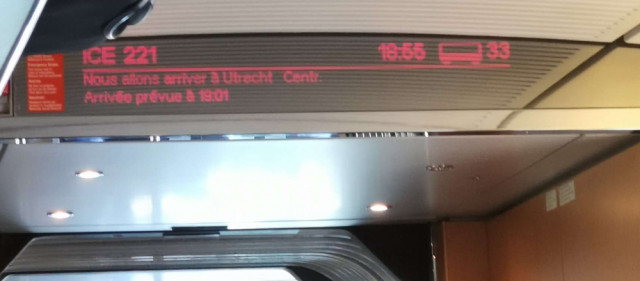 ICE 221 18:55 33
Nous allons arriver à Utrecht Centr.
Arrivée prévue à 19:01